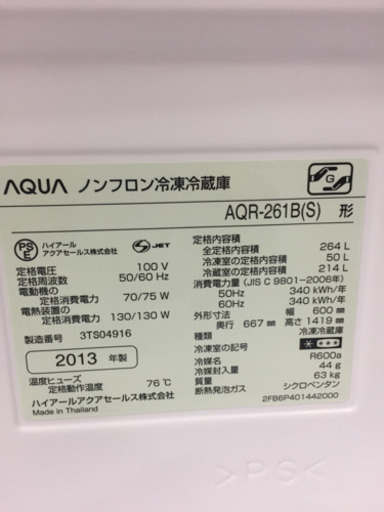 AQUA ノンフロン冷凍冷蔵庫
AQR-261B(S) 形
PSE ハイアール アクアセールス株式会社
S JET
定格電圧 100 V
定格周波数 50/60 Hz
電動機の
定格消費電力 70/75 W
電熱装置の
定格消費電力 130/130 W
製造番号 3TS04916
2013 年製
温度ヒューズ
定格動作温度 76℃
ハイアールアクアセールス株式会社
Made in Thailand
G
定格内容積
全定格内容積 264 L
冷凍室の定格内容積 50 L
冷蔵室の定格内容積 214 L
消費電力量(JIS C 9801-2006年)
50Hz 340 kWh/年
60Hz 340 kWh/年
外形寸法 幅 600 mm
奥行 667 mm 高さ 1419 mm
種類 冷凍冷蔵庫
冷凍室の記号
冷媒 R600a
冷媒封入量 44 g
質量 63 kg
断熱発泡ガス シクロペンタン
2FB6P401442000
>PS<